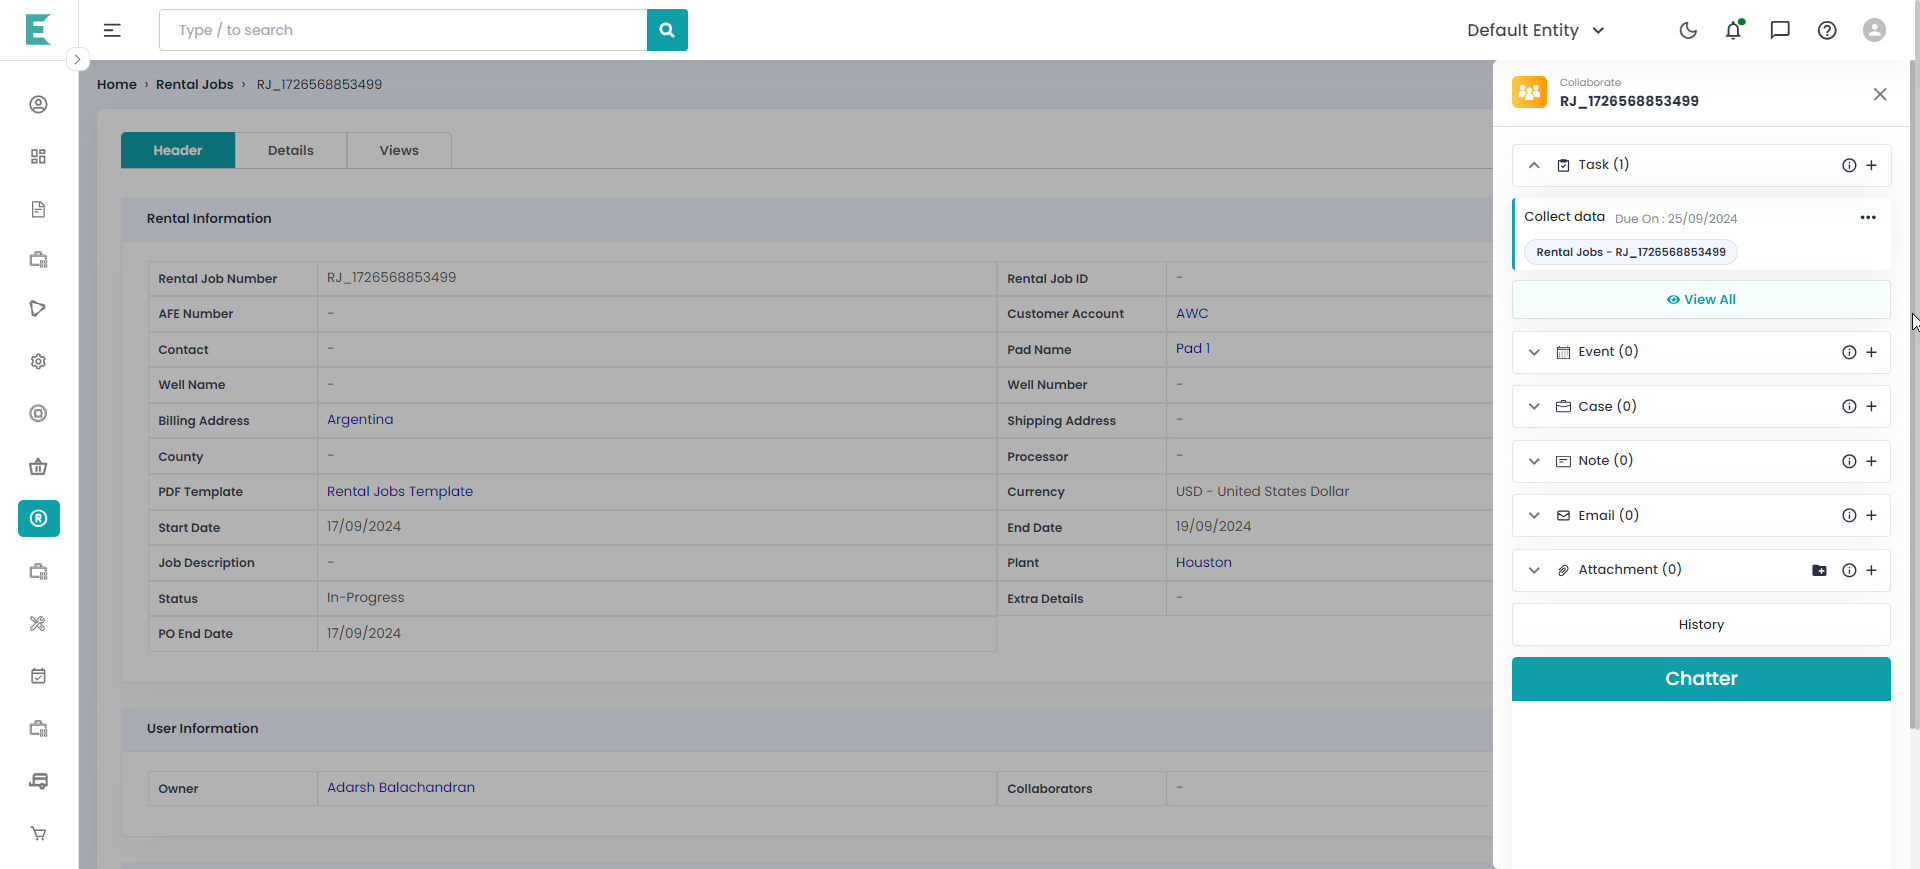 Type / to search
Default Entity
Home › Rental Jobs › RJ_1726568853499
Header
Details
Views
Rental Information
Rental Job Number RJ_1726568853499 Rental Job ID -
AFE Number - Customer Account AWC
Contact - Pad Name Pad 1
Well Name - Well Number -
Billing Address Argentina Shipping Address -
County - Processor -
PDF Template Rental Jobs Template Currency USD - United States Dollar
Start Date 17/09/2024 End Date 19/09/2024
Job Description - Plant Houston
Status In-Progress Extra Details -
PO End Date 17/09/2024
User Information
Owner Adarsh Balachandran Collaborators -
Collaborate
RJ_1726568853499
Task (1)
Collect data Due On : 25/09/2024
Rental Jobs - RJ_1726568853499
View All
Event (0)
Case (0)
Note (0)
Email (0)
Attachment (0)
History
Chatter